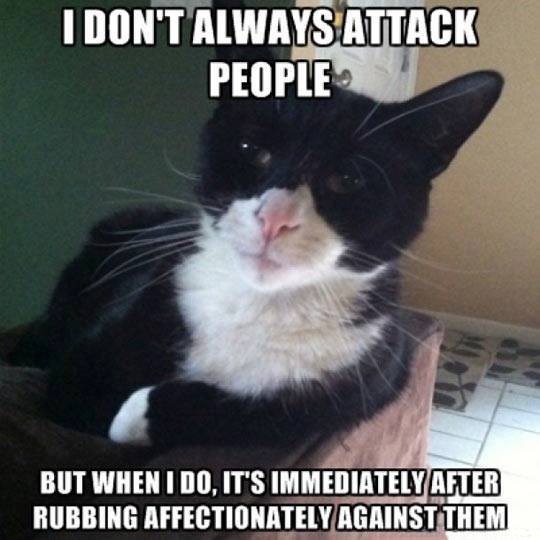 I DON'T ALWAYS ATTACK
PEOPLE
BUT WHEN I DO, IT'S IMMEDIATELY AFTER
RUBBING AFFECTIONATELY AGAINST THEM